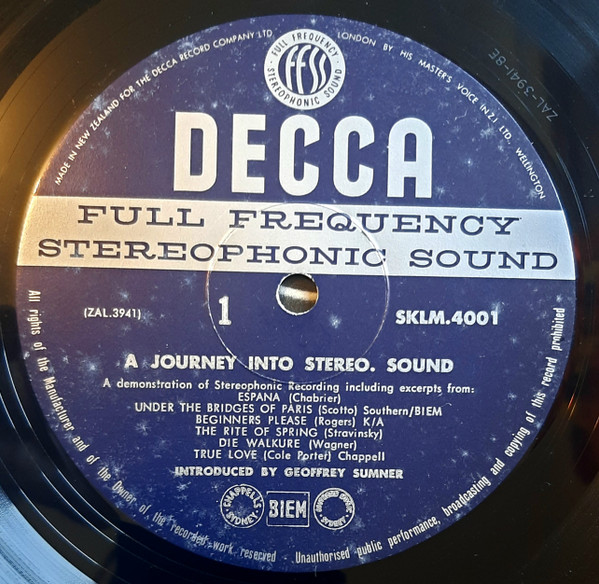 MADE IN NEW ZEALAND FOR THE DECCA RECORD COMPANY LTD. LONDON BY HIS MASTER'S VOICE (N.Z.) LTD., WELLINGTON
FULL FREQUENCY
ffss
STEREOPHONIC SOUND
ZAL-3941-8E
DECCA
FULL FREQUENCY
STEREOPHONIC SOUND
(ZAL.3941)
1
SKLM.4001
A JOURNEY INTO STEREO. SOUND
A demonstration of Stereophonic Recording including excerpts from:
ESPANA (Chabrier)
UNDER THE BRIDGES OF PARIS (Scotto) Southern/BIEM
BEGINNERS PLEASE (Rogers) K/A
THE RITE OF SPRING (Stravinsky)
DIE WALKURE (Wagner)
TRUE LOVE (Cole Porter) Chappell
INTRODUCED BY GEOFFREY SUMNER
CHAPPELLS SYDNEY
BIEM
SYDNEY
All rights of the Manufacturer and of the Owner of the recorded work reserved - Unauthorised public performance, broadcasting and copying of this record prohibited